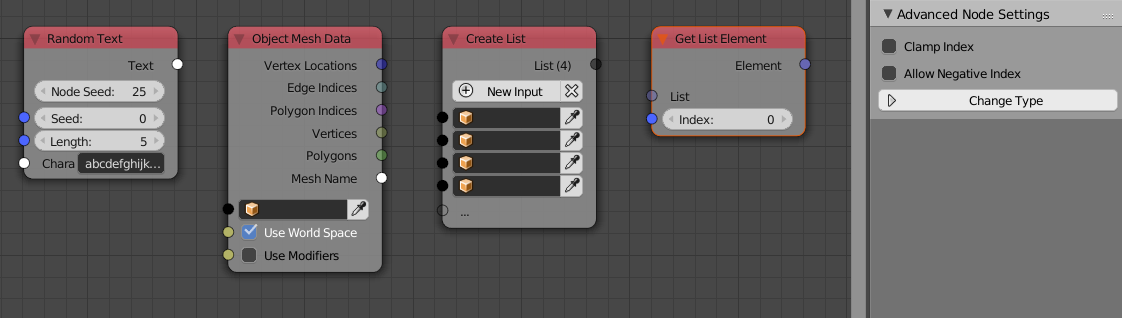 Random Text
Text
Node Seed: 25
Seed: 0
Length: 5
Chara abcdefghijk...
Object Mesh Data
Vertex Locations
Edge Indices
Polygon Indices
Vertices
Polygons
Mesh Name
Use World Space
Use Modifiers
Create List
List (4)
New Input
...
Get List Element
Element
List
Index: 0
Advanced Node Settings
Clamp Index
Allow Negative Index
Change Type